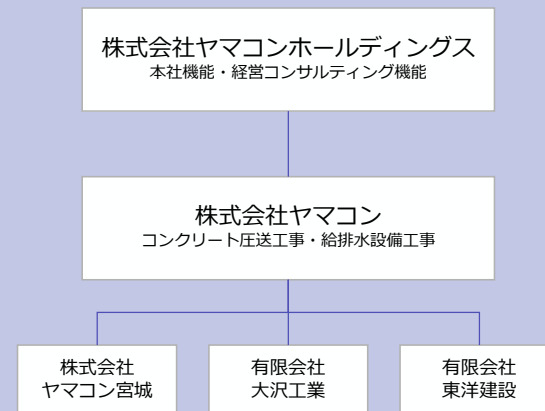 株式会社ヤマコンホールディングス
本社機能・経営コンサルティング機能
株式会社ヤマコン
コンクリート圧送工事・給排水設備工事
株式会社
ヤマコン宮城
有限会社
大沢工業
有限会社
東洋建設